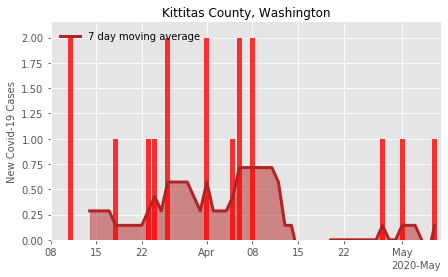 Kittitas County, Washington
7 day moving average
New Covid-19 Cases
2.00
1.75
1.50
1.25
1.00
0.75
0.50
0.25
0.00
08 15 22 Apr 08 15 22 May
2020-May